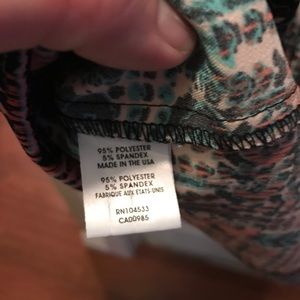 95% POLYESTER
5% SPANDEX
MADE IN THE USA
95% POLYESTER
5% SPANDEX
FABRIQUE AUX ETATS-UNIS
RN104533
CA00985